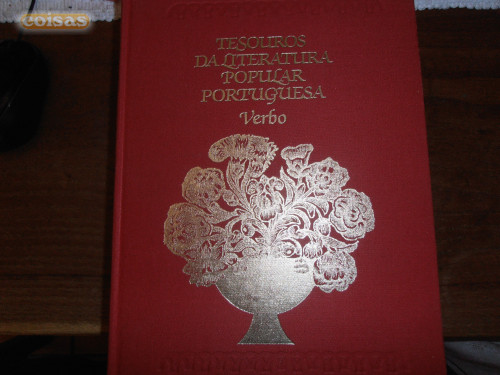 coisas
TESOUROS
DA LITERATURA
POPULAR
PORTUGUESA
Verbo